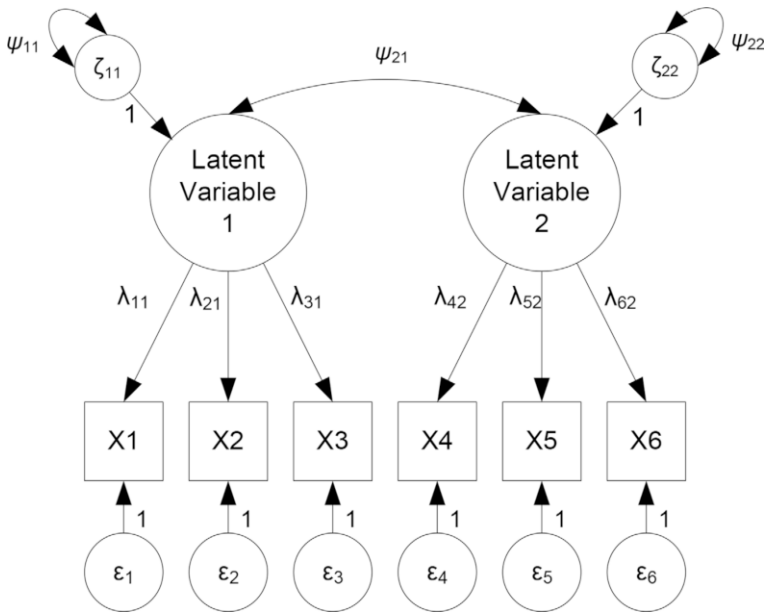 ψ₁₁ ζ₁₁ ζ₂₂ ψ₂₂
ψ₂₁
1 1
Latent Latent
Variable Variable
1 2
λ₁₁ λ₂₁ λ₃₁ λ₄₂ λ₅₂ λ₆₂
X1 X2 X3 X4 X5 X6
1 1 1 1 1 1
ε₁ ε₂ ε₃ ε₄ ε₅ ε₆